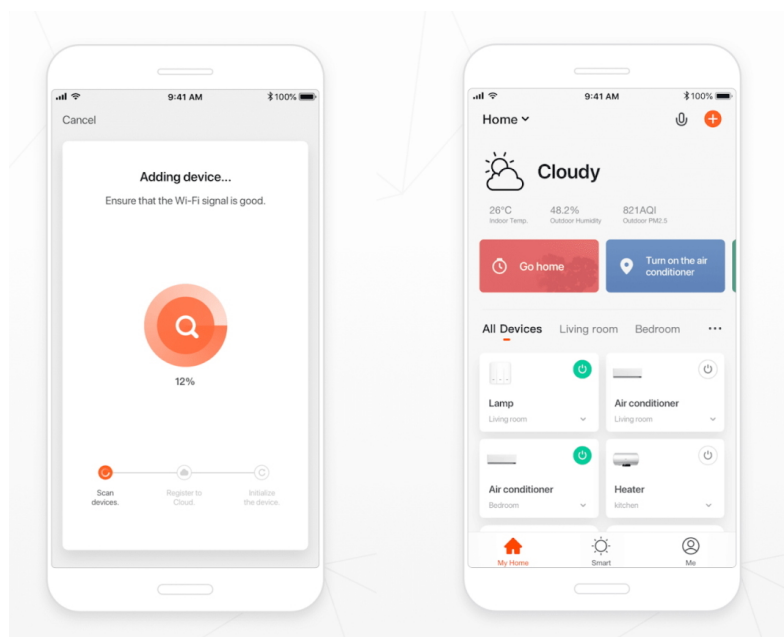 9:41 AM
100%
Cancel
Adding device...
Ensure that the Wi-Fi signal is good.
12%
Scan
devices.
Register to
Cloud.
Initialize
the device.
9:41 AM
100%
Home
Cloudy
26°C
Indoor Temp.
48.2%
Outdoor Humidity
821AQI
Outdoor PM2.5
Go home
Turn on the air
conditioner
All Devices
Living room
Bedroom
Lamp
Living room
Air conditioner
Living room
Air conditioner
Bedroom
Heater
kitchen
My Home
Smart
Me